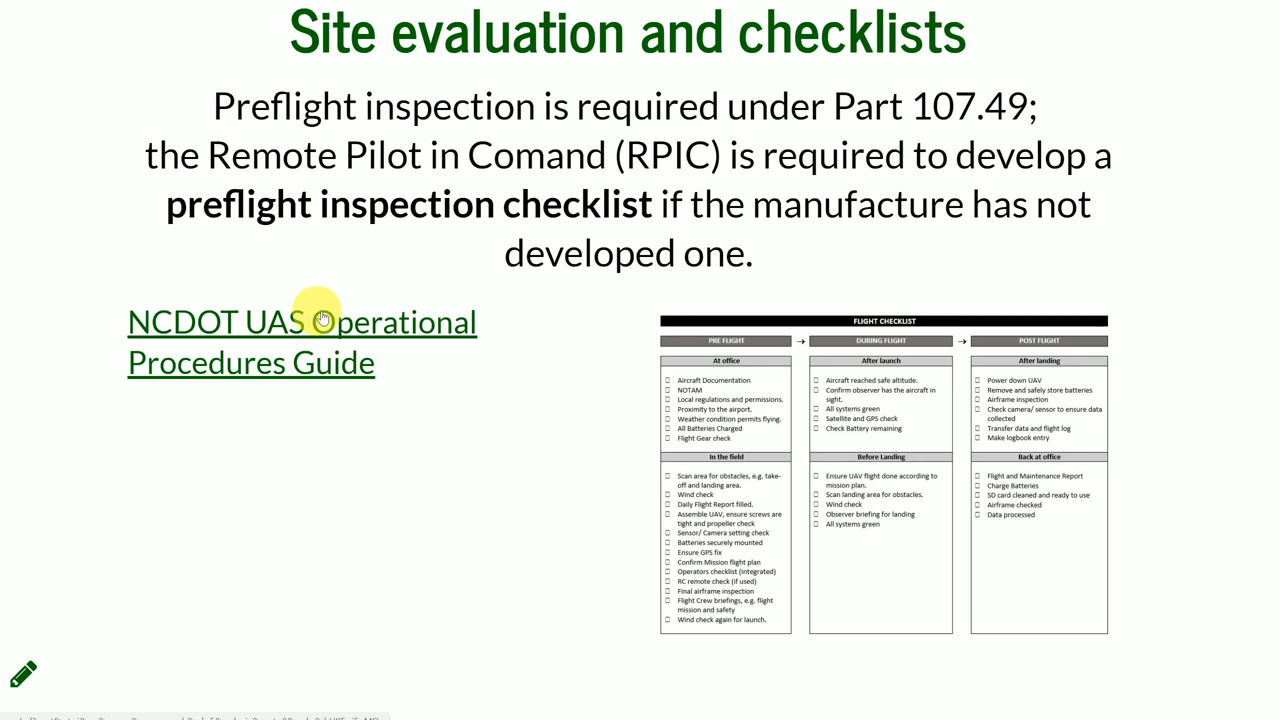 Site evaluation and checklists
Preflight inspection is required under Part 107.49;
the Remote Pilot in Comand (RPIC) is required to develop a
preflight inspection checklist if the manufacture has not
developed one.
NCDOT UAS Operational
Procedures Guide
FLIGHT CHECKLIST
PRE FLIGHT → DURING FLIGHT → POST FLIGHT
At office
☐ Aircraft Documentation
☐ NOTAM
☐ Local regulations and permissions.
☐ Proximity to the airport.
☐ Weather condition permits flying.
☐ All Batteries Charged
☐ Flight Gear check
In the field
☐ Scan area for obstacles, e.g. take-
off and landing area.
☐ Wind check
☐ Daily Flight Report filled.
☐ Assemble UAV, ensure screws are
tight and propeller check
☐ Sensor/ Camera setting check
☐ Batteries securely mounted
☐ Ensure GPS fix
☐ Confirm Mission flight plan
☐ Operators checklist (Integrated)
☐ RC remote check (if used)
☐ Final airframe inspection
☐ Flight Crew briefings, e.g. flight
mission and safety
☐ Wind check again for launch.
After launch
☐ Aircraft reached safe altitude.
☐ Confirm observer has the aircraft in
sight.
☐ All systems green
☐ Satellite and GPS check
☐ Check Battery remaining
Before Landing
☐ Ensure UAV flight done according to
mission plan.
☐ Scan landing area for obstacles.
☐ Wind check
☐ Observer briefing for landing
☐ All systems green
After landing
☐ Power down UAV
☐ Remove and safely store batteries
☐ Airframe inspection
☐ Check camera/ sensor to ensure data
collected
☐ Transfer data and flight log
☐ Make logbook entry
Back at office
☐ Flight and Maintenance Report
☐ Charge Batteries
☐ SD card cleaned and ready to use
☐ Airframe checked
☐ Data processed